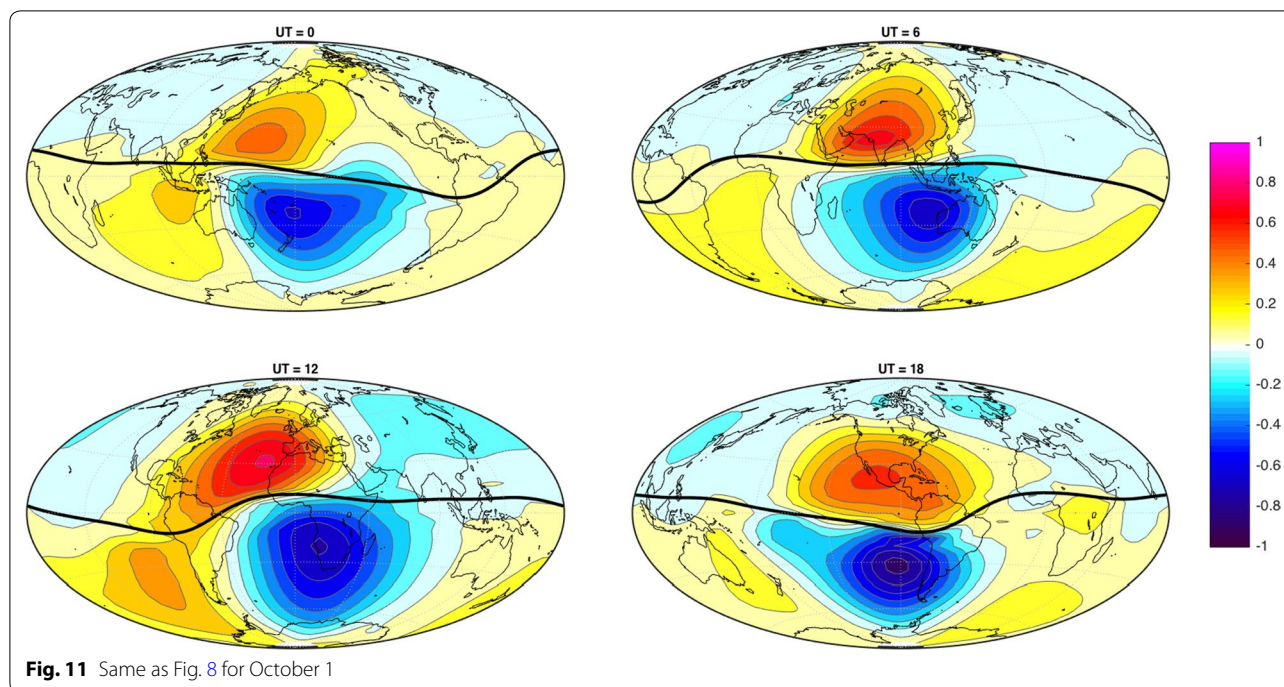 UT = 0
UT = 6
UT = 12
UT = 18
1
0.8
0.6
0.4
0.2
0
-0.2
-0.4
-0.6
-0.8
-1
Fig. 11 Same as Fig. 8 for October 1